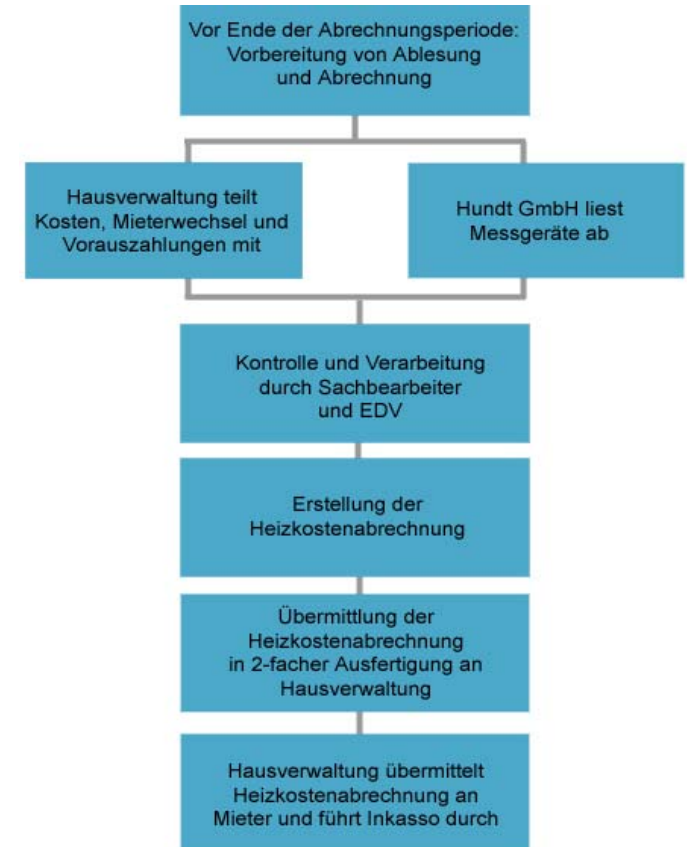 Vor Ende der Abrechnungsperiode:
Vorbereitung von Ablesung
und Abrechnung
Hausverwaltung teilt
Kosten, Mieterwechsel und
Vorauszahlungen mit
Hundt GmbH liest
Messgeräte ab
Kontrolle und Verarbeitung
durch Sachbearbeiter
und EDV
Erstellung der
Heizkostenabrechnung
Übermittlung der
Heizkostenabrechnung
in 2-facher Ausfertigung an
Hausverwaltung
Hausverwaltung übermittelt
Heizkostenabrechnung an
Mieter und führt Inkasso durch